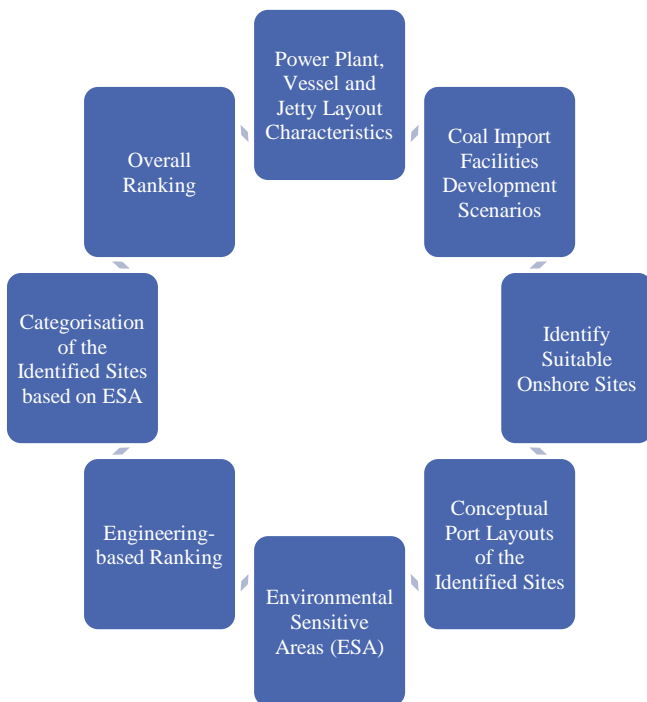 Power Plant,
Vessel and
Jetty Layout
Characteristics
Coal Import
Facilities
Development
Scenarios
Identify
Suitable
Onshore Sites
Conceptual
Port Layouts
of the
Identified Sites
Environmental
Sensitive
Areas (ESA)
Engineering-
based Ranking
Categorisation
of the
Identified Sites
based on ESA
Overall
Ranking